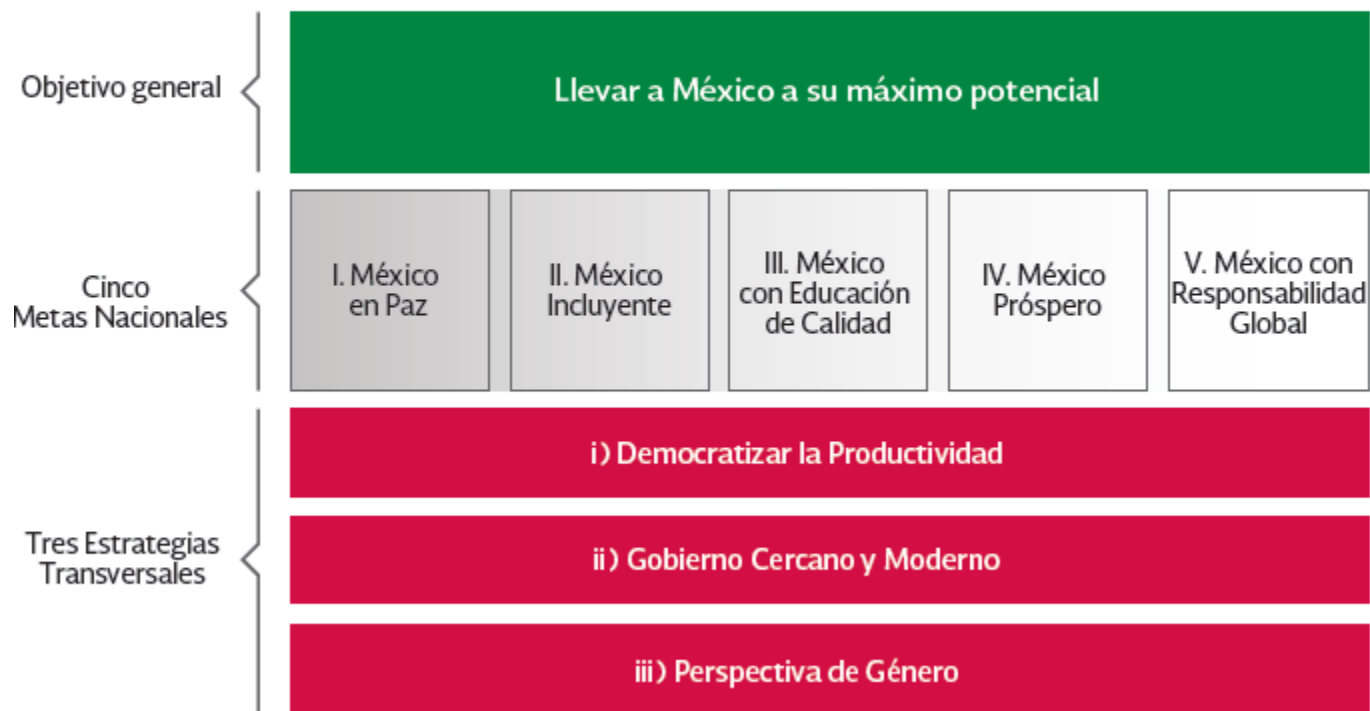 Objetivo general
Llevar a México a su máximo potencial
Cinco
Metas Nacionales
I. México
en Paz
II. México
Incluyente
III. México
con Educación
de Calidad
IV. México
Próspero
V. México con
Responsabilidad
Global
Tres Estrategias
Transversales
i) Democratizar la Productividad
ii) Gobierno Cercano y Moderno
iii) Perspectiva de Género